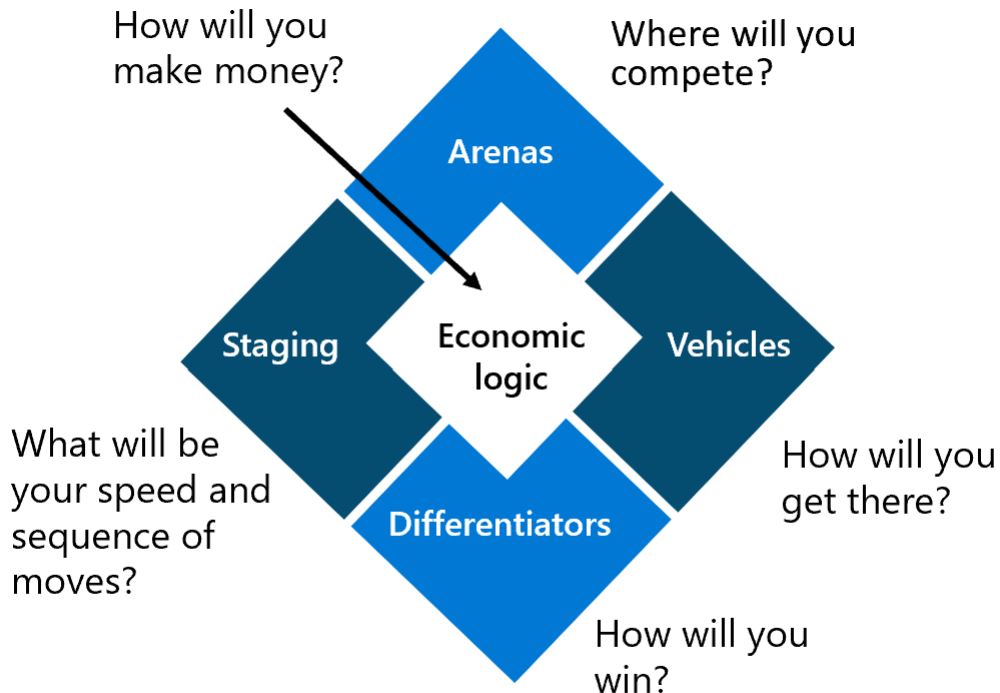 How will you
make money?
Where will you
compete?
Arenas
Staging
Economic
logic
Vehicles
What will be
your speed and
sequence of
moves?
How will you
get there?
Differentiators
How will you
win?